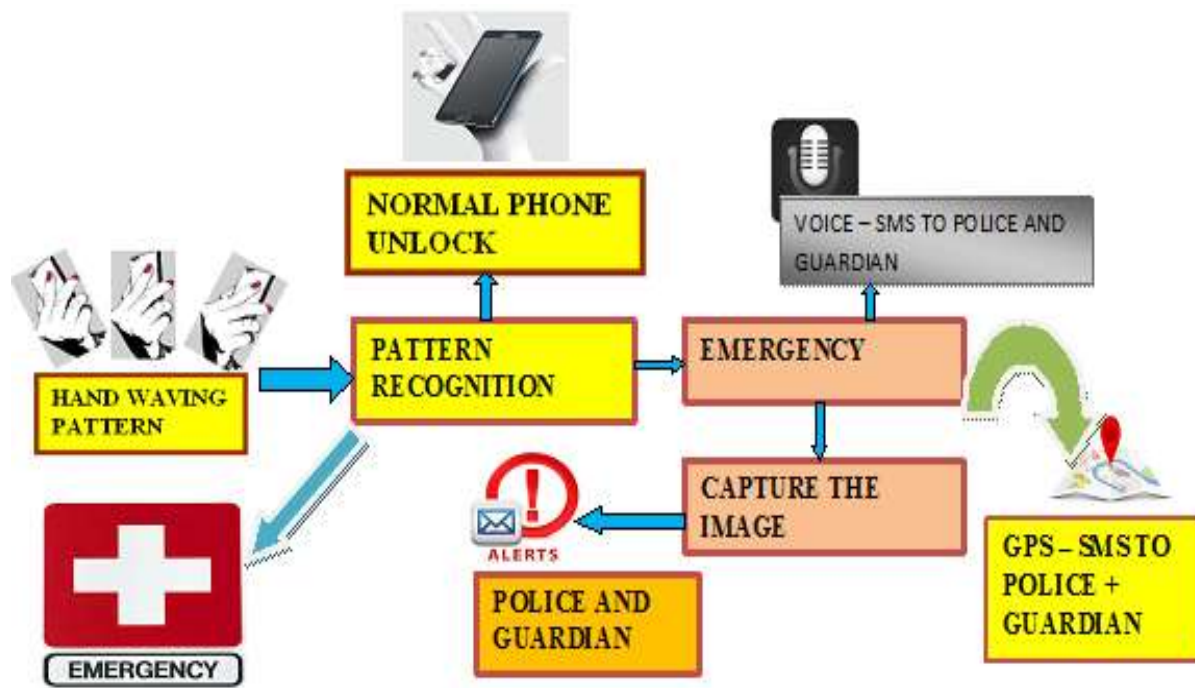 NORMAL PHONE
UNLOCK
VOICE – SMS TO POLICE AND
GUARDIAN
HAND WAVING
PATTERN
PATTERN
RECOGNITION
EMERGENCY
CAPTURE THE
IMAGE
ALERTS
POLICE AND
GUARDIAN
GPS – SMS TO
POLICE +
GUARDIAN
EMERGENCY